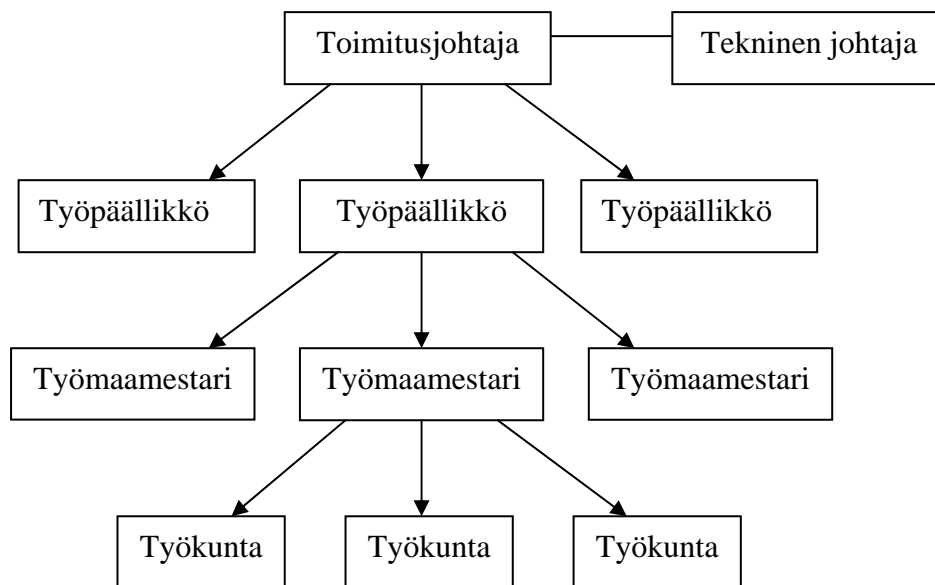 Toimitusjohtaja
Tekninen johtaja
Työpäällikkö
Työpäällikkö
Työpäällikkö
Työmaamestari
Työmaamestari
Työmaamestari
Työkunta
Työkunta
Työkunta